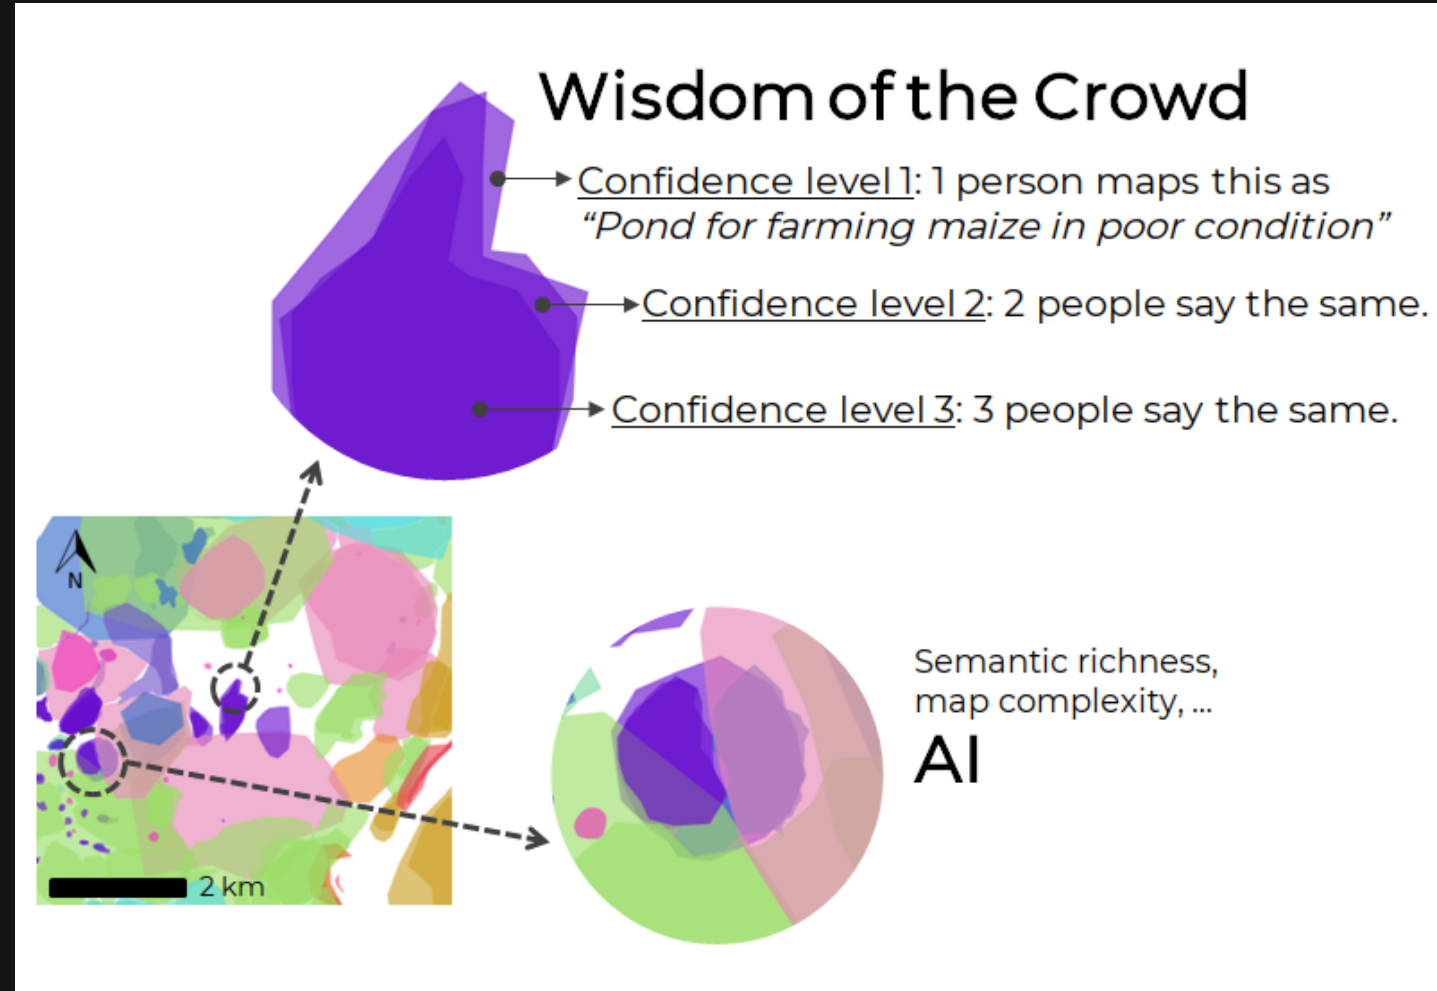 Wisdom of the Crowd
Confidence level 1: 1 person maps this as
“Pond for farming maize in poor condition”
Confidence level 2: 2 people say the same.
Confidence level 3: 3 people say the same.
N
2 km
Semantic richness,
map complexity, ...
AI